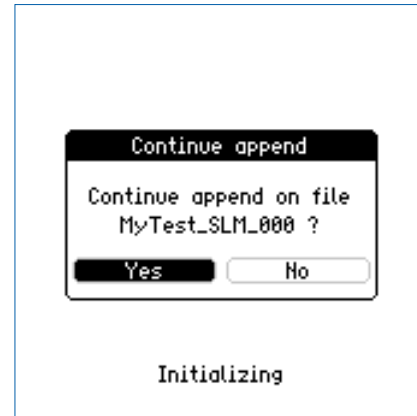 Continue append
Continue append on file
MyTest_SLM_000 ?
Yes No
Initializing